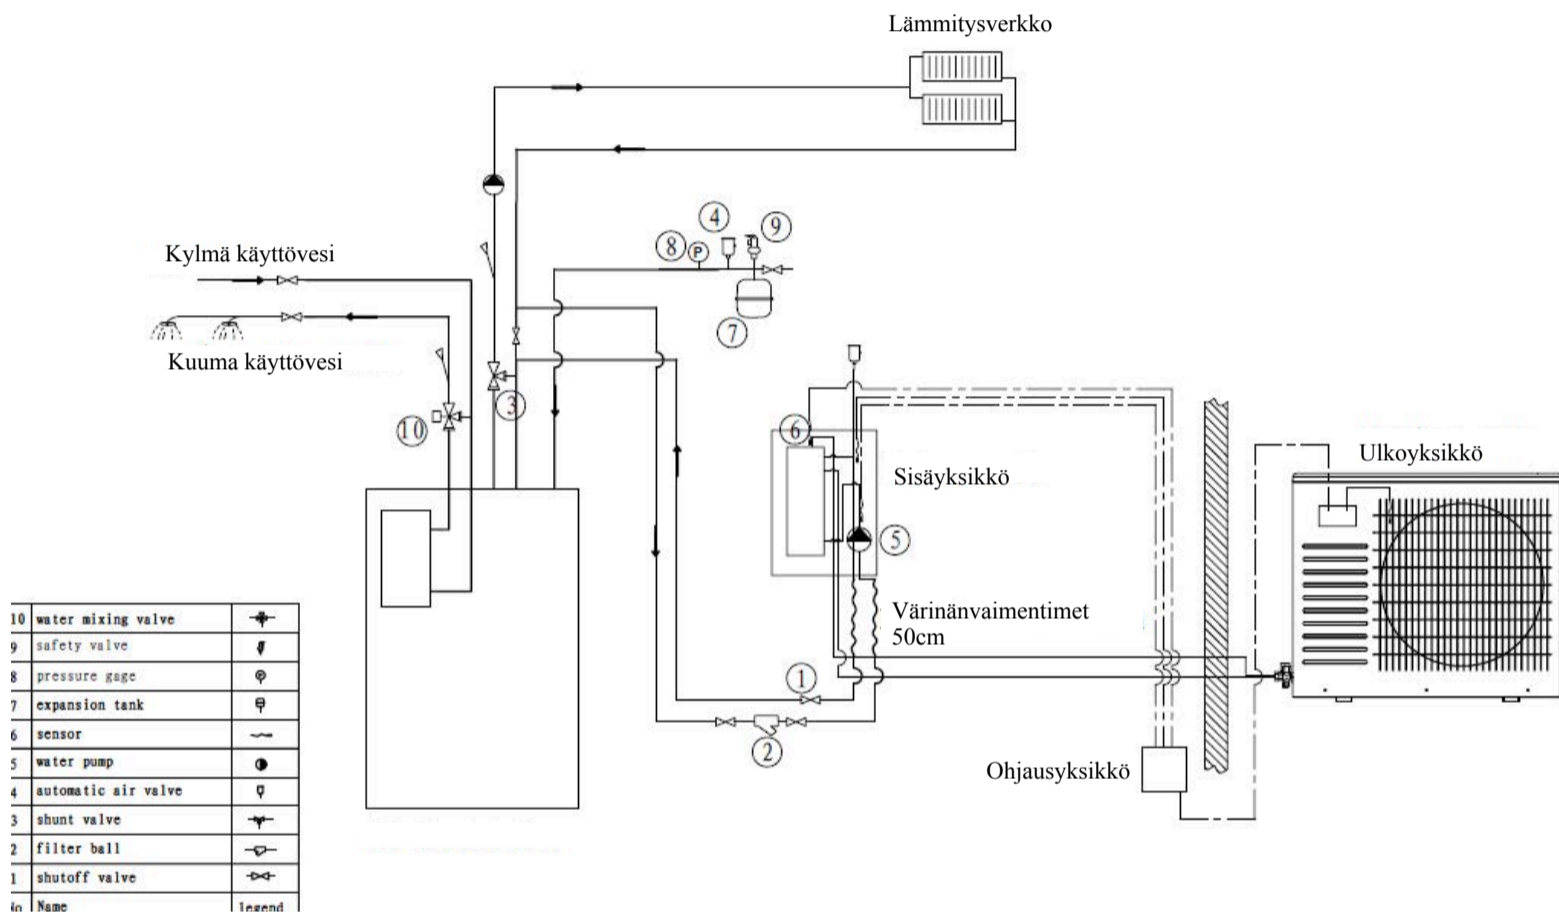 Lämmitysverkko
4
9
8
P
Kylmä käyttövesi
7
Kuuma käyttövesi
3
10
6
Ulkoyksikkö
Sisäyksikkö
5
Värinänvaimentimet
50cm
1
2
Ohjausyksikkö
10 water mixing valve
9 safety valve
8 pressure gage
7 expansion tank
6 sensor
5 water pump
4 automatic air valve
3 shunt valve
2 filter ball
1 shutoff valve
No Name legend